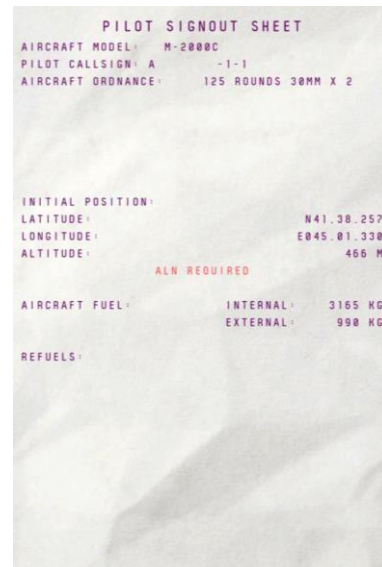 PILOT SIGNOUT SHEET
AIRCRAFT MODEL: M-2000C
PILOT CALLSIGN: A -1-1
AIRCRAFT ORDNANCE: 125 ROUNDS 30MM X 2
INITIAL POSITION:
LATITUDE: N41.38.257
LONGITUDE: E045.01.330
ALTITUDE: 466 M
ALN REQUIRED
AIRCRAFT FUEL: INTERNAL: 3165 KG
EXTERNAL: 990 KG
REFUELS: